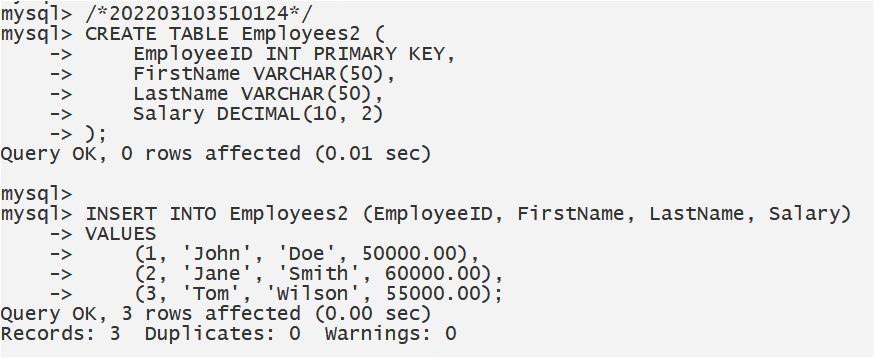 mysql> /*202203103510124*/
mysql> CREATE TABLE Employees2 (
    ->     EmployeeID INT PRIMARY KEY,
    ->     FirstName VARCHAR(50),
    ->     LastName VARCHAR(50),
    ->     Salary DECIMAL(10, 2)
    -> );
Query OK, 0 rows affected (0.01 sec)
mysql>
mysql> INSERT INTO Employees2 (EmployeeID, FirstName, LastName, Salary)
    -> VALUES
    ->     (1, 'John', 'Doe', 50000.00),
    ->     (2, 'Jane', 'Smith', 60000.00),
    ->     (3, 'Tom', 'Wilson', 55000.00);
Query OK, 3 rows affected (0.00 sec)
Records: 3  Duplicates: 0  Warnings: 0